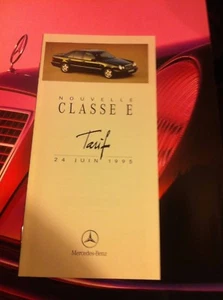 NOUVELLE
CLASSE E
Tarif
24 JUIN 1995
Mercedes-Benz